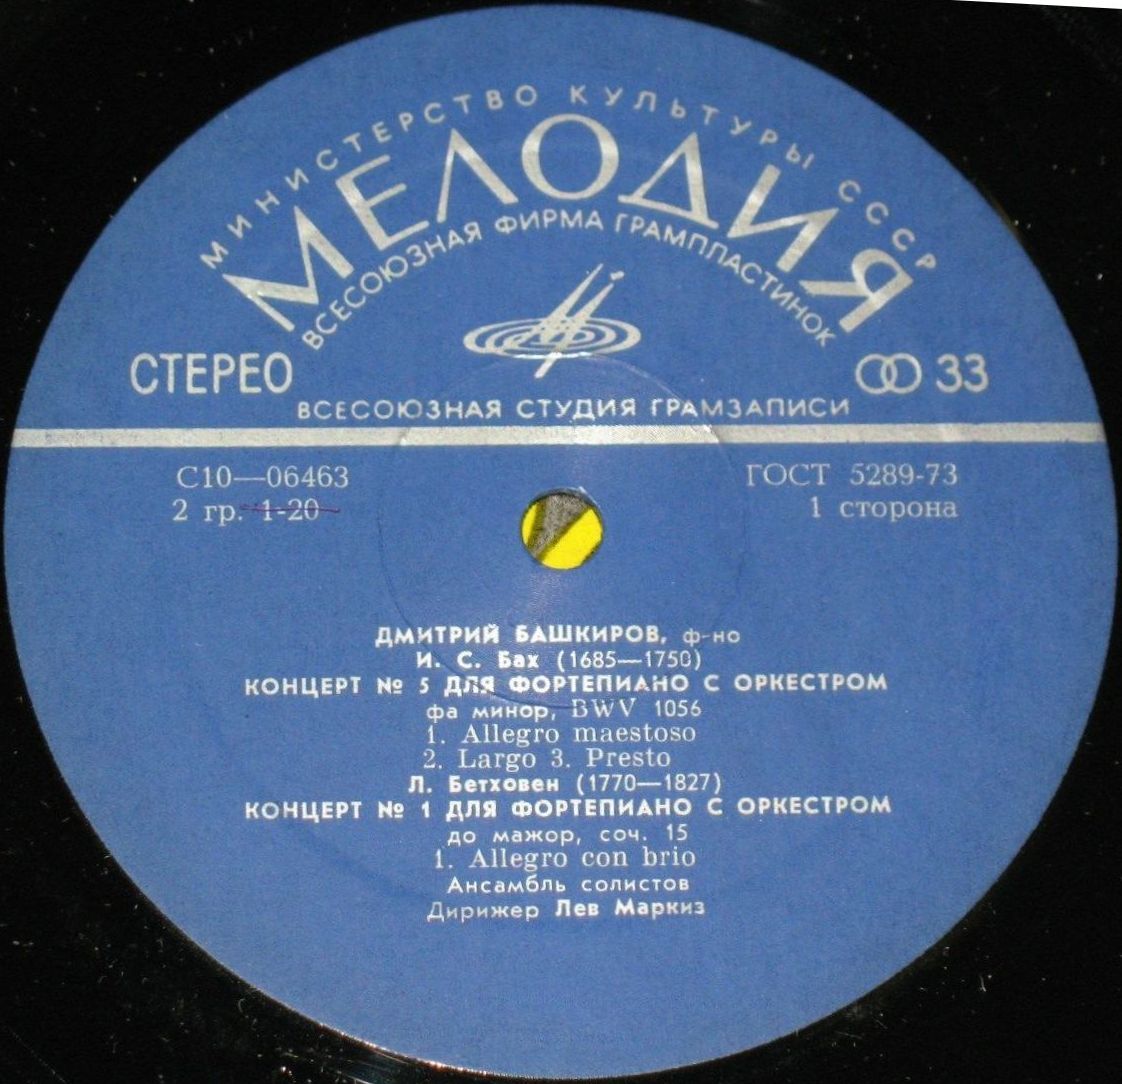 МИНИСТЕРСТВО КУЛЬТУРЫ СССР
МЕЛОДИЯ
ВСЕСОЮЗНАЯ ФИРМА ГРАМПЛАСТИНОК
СТЕРЕО
33
ВСЕСОЮЗНАЯ СТУДИЯ ГРАМЗАПИСИ
С10—06463
ГОСТ 5289-73
2 гр. 1-20
1 сторона
ДМИТРИЙ БАШКИРОВ, ф-но
И. С. Бах (1685—1750)
КОНЦЕРТ № 5 ДЛЯ ФОРТЕПИАНО С ОРКЕСТРОМ
фа минор, BWV 1056
1. Allegro maestoso
2. Largo 3. Presto
Л. Бетховен (1770—1827)
КОНЦЕРТ № 1 ДЛЯ ФОРТЕПИАНО С ОРКЕСТРОМ
до мажор, соч. 15
1. Allegro con brio
Ансамбль солистов
Дирижер Лев Маркиз